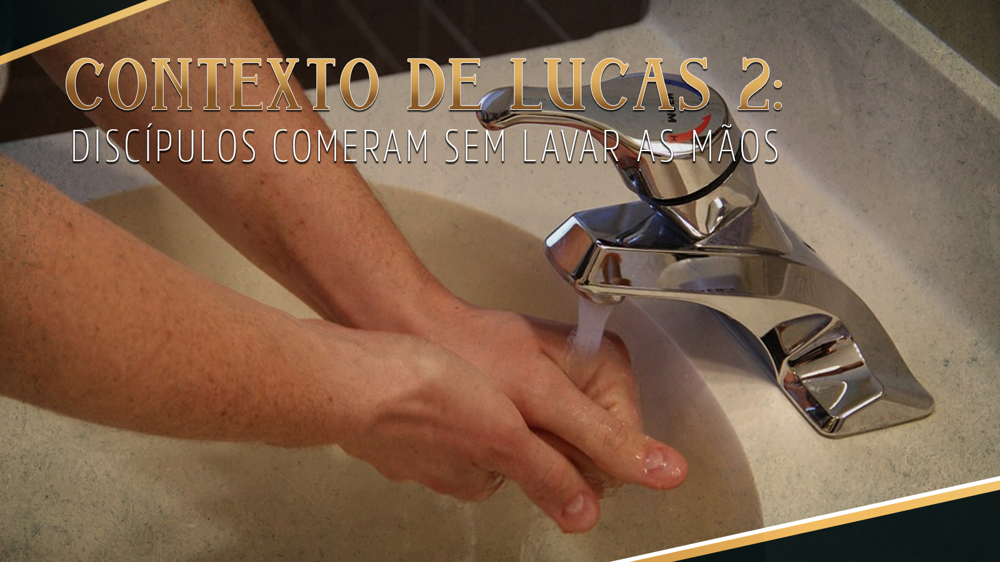 CONTEXTO DE LUCAS 2:
DISCÍPULOS COMERAM SEM LAVAR AS MÃOS